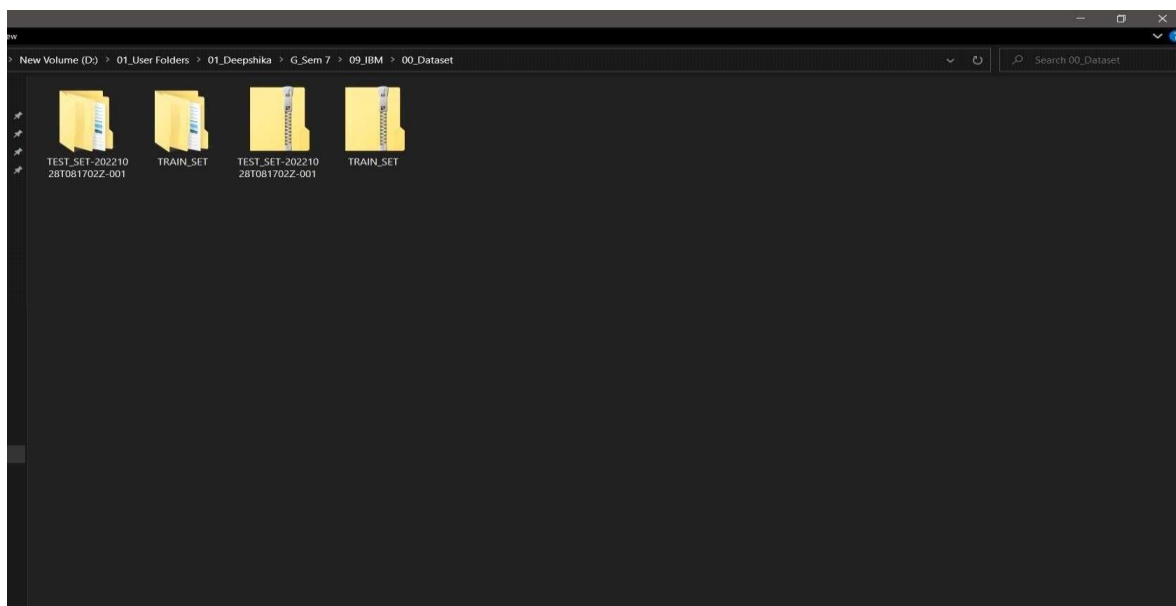 ew
> New Volume (D:) > 01_User Folders > 01_Deepshika > G_Sem 7 > 09_IBM > 00_Dataset
Search 00_Dataset
TEST_SET-202210
28T081702Z-001
TRAIN_SET
TEST_SET-202210
28T081702Z-001
TRAIN_SET